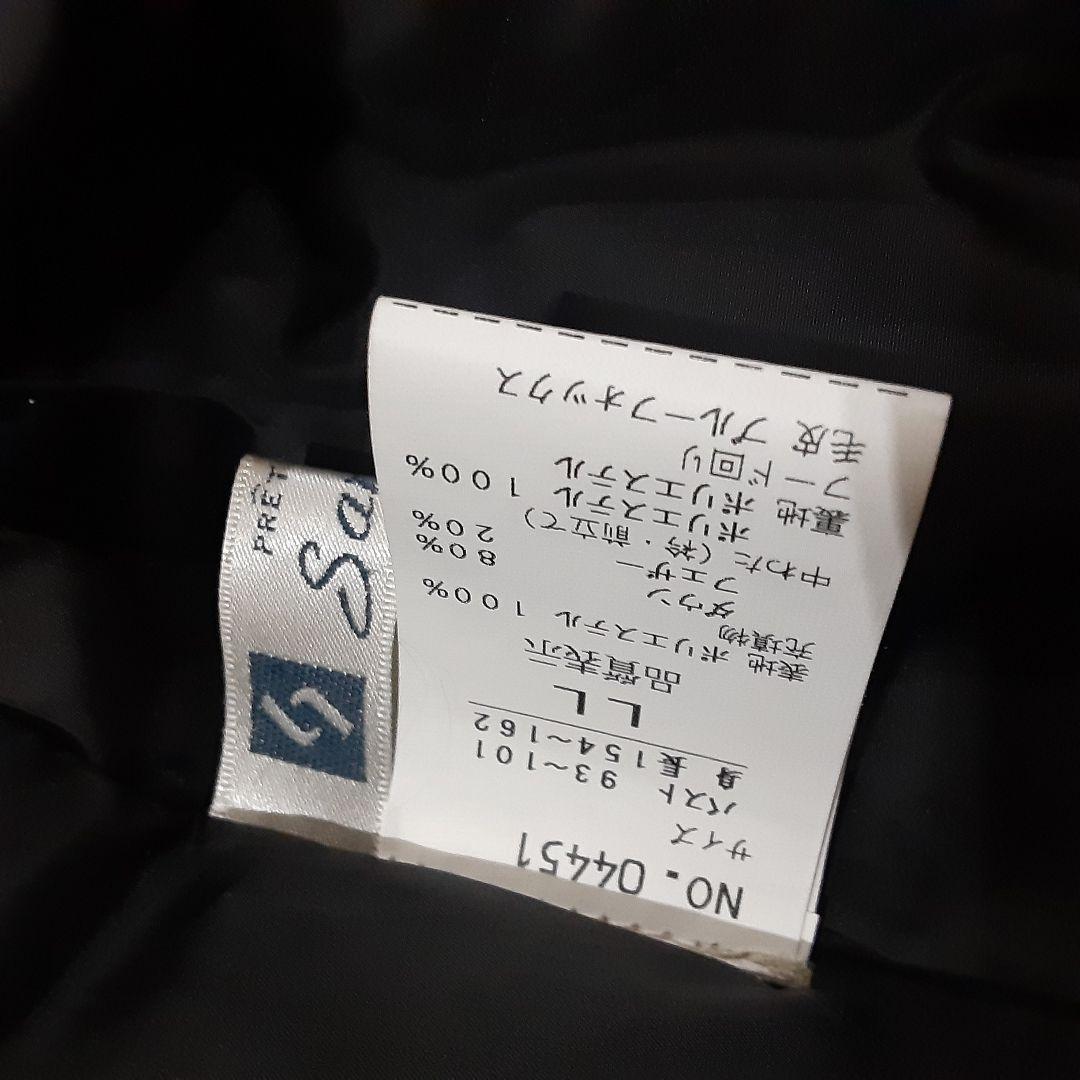 NO. 04451
サイズ
バスト 93〜101
身長154〜162
LL
品質表示
表地 ポリエステル 100%
充填物
ダウン 80%
フェザー 20%
中わた(衿・前立て)
ポリエステル 100%
裏地 ポリエステル
フード回り
毛皮 ブルーフォックス
PRÊT
Sa